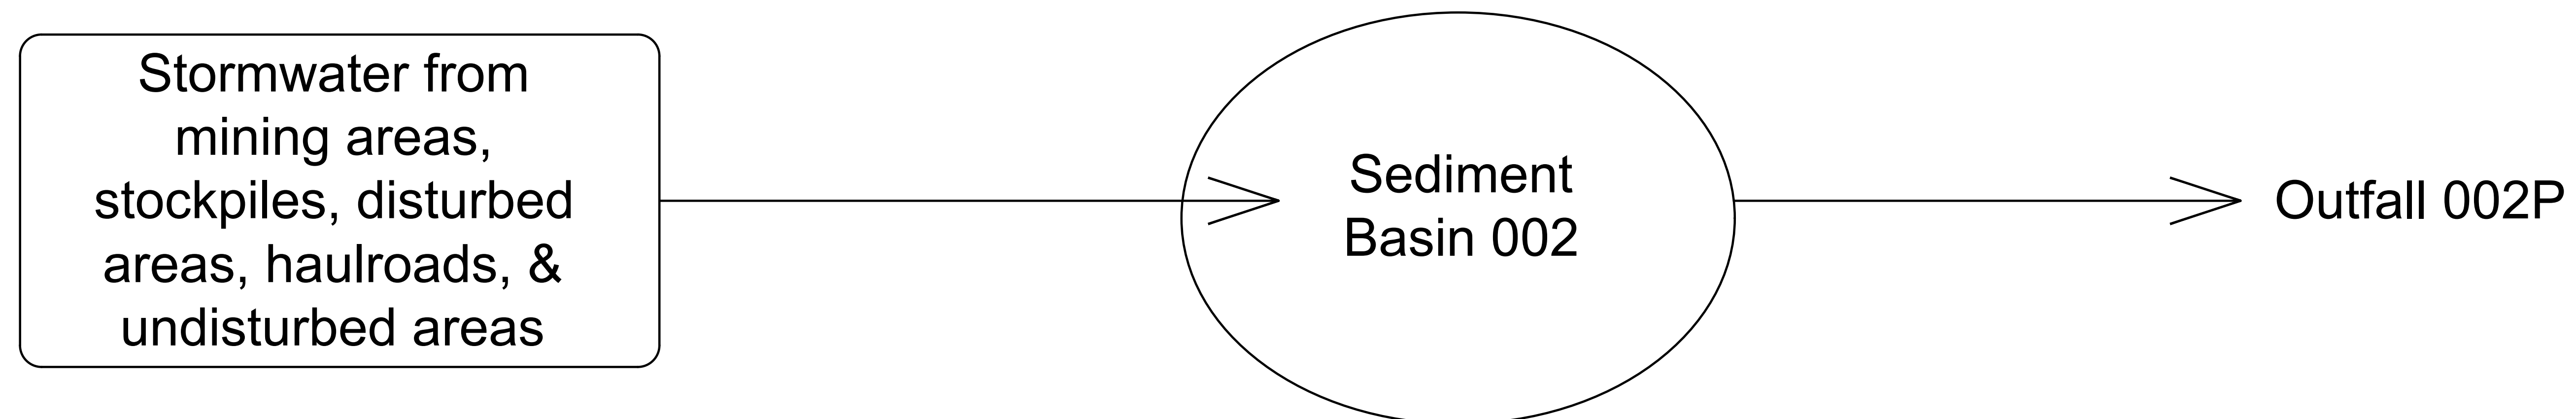 Stormwater from
mining areas,
stockpiles, disturbed
areas, haulroads, &
undisturbed areas
Sediment
Basin 002
Outfall 002P